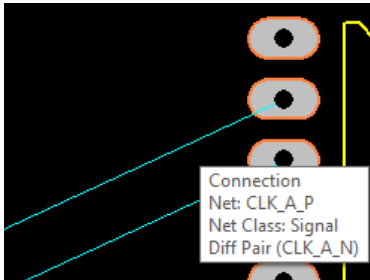 Connection
Net: CLK_A_P
Net Class: Signal
Diff Pair (CLK_A_N)